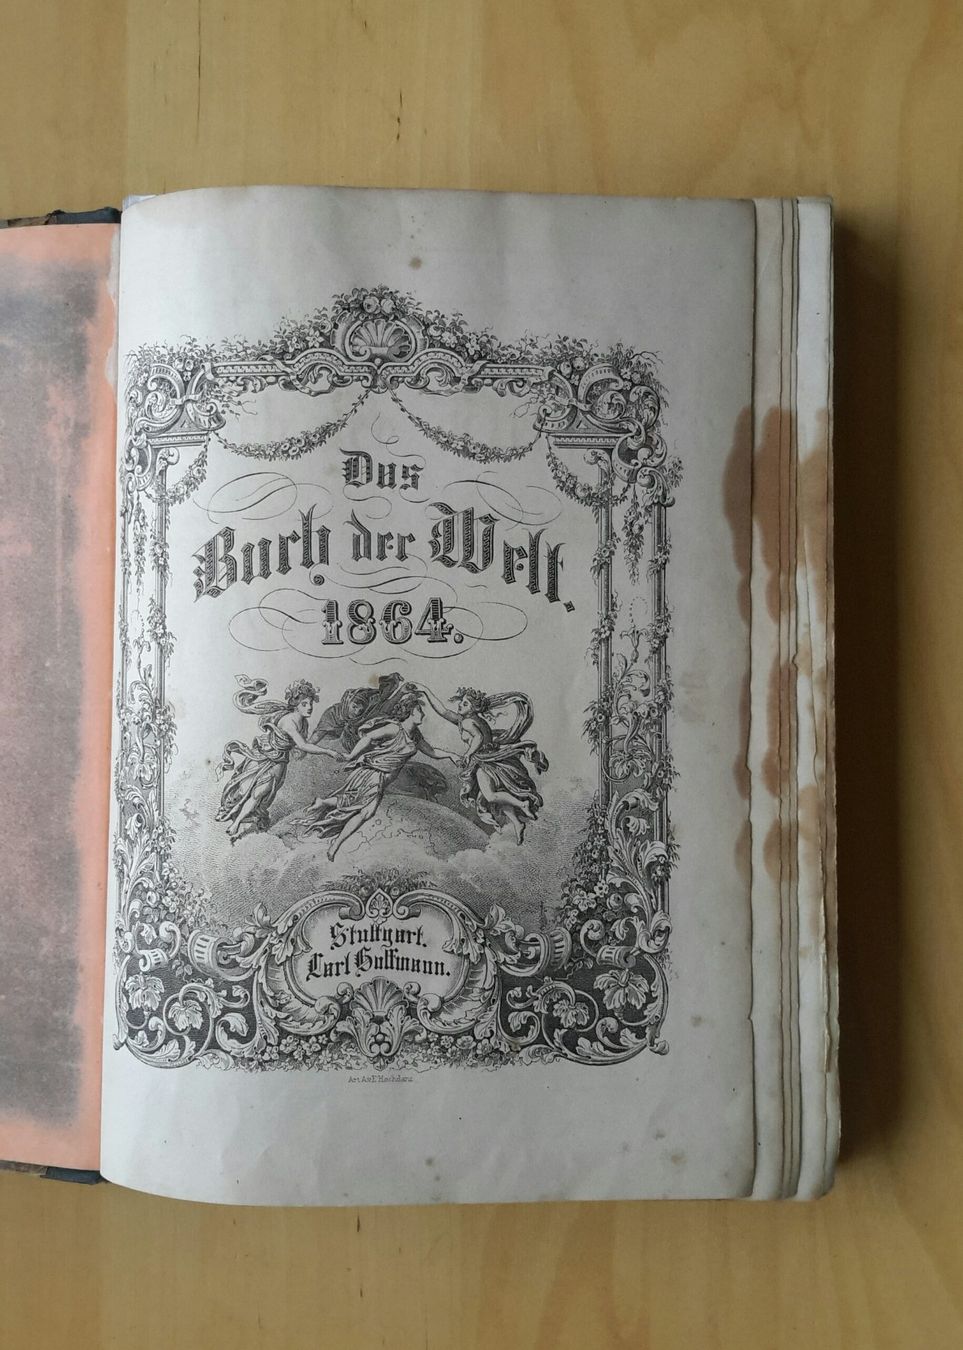 Das
Buch der Welt.
1864.
Stuttgart.
Carl Hoffmann.